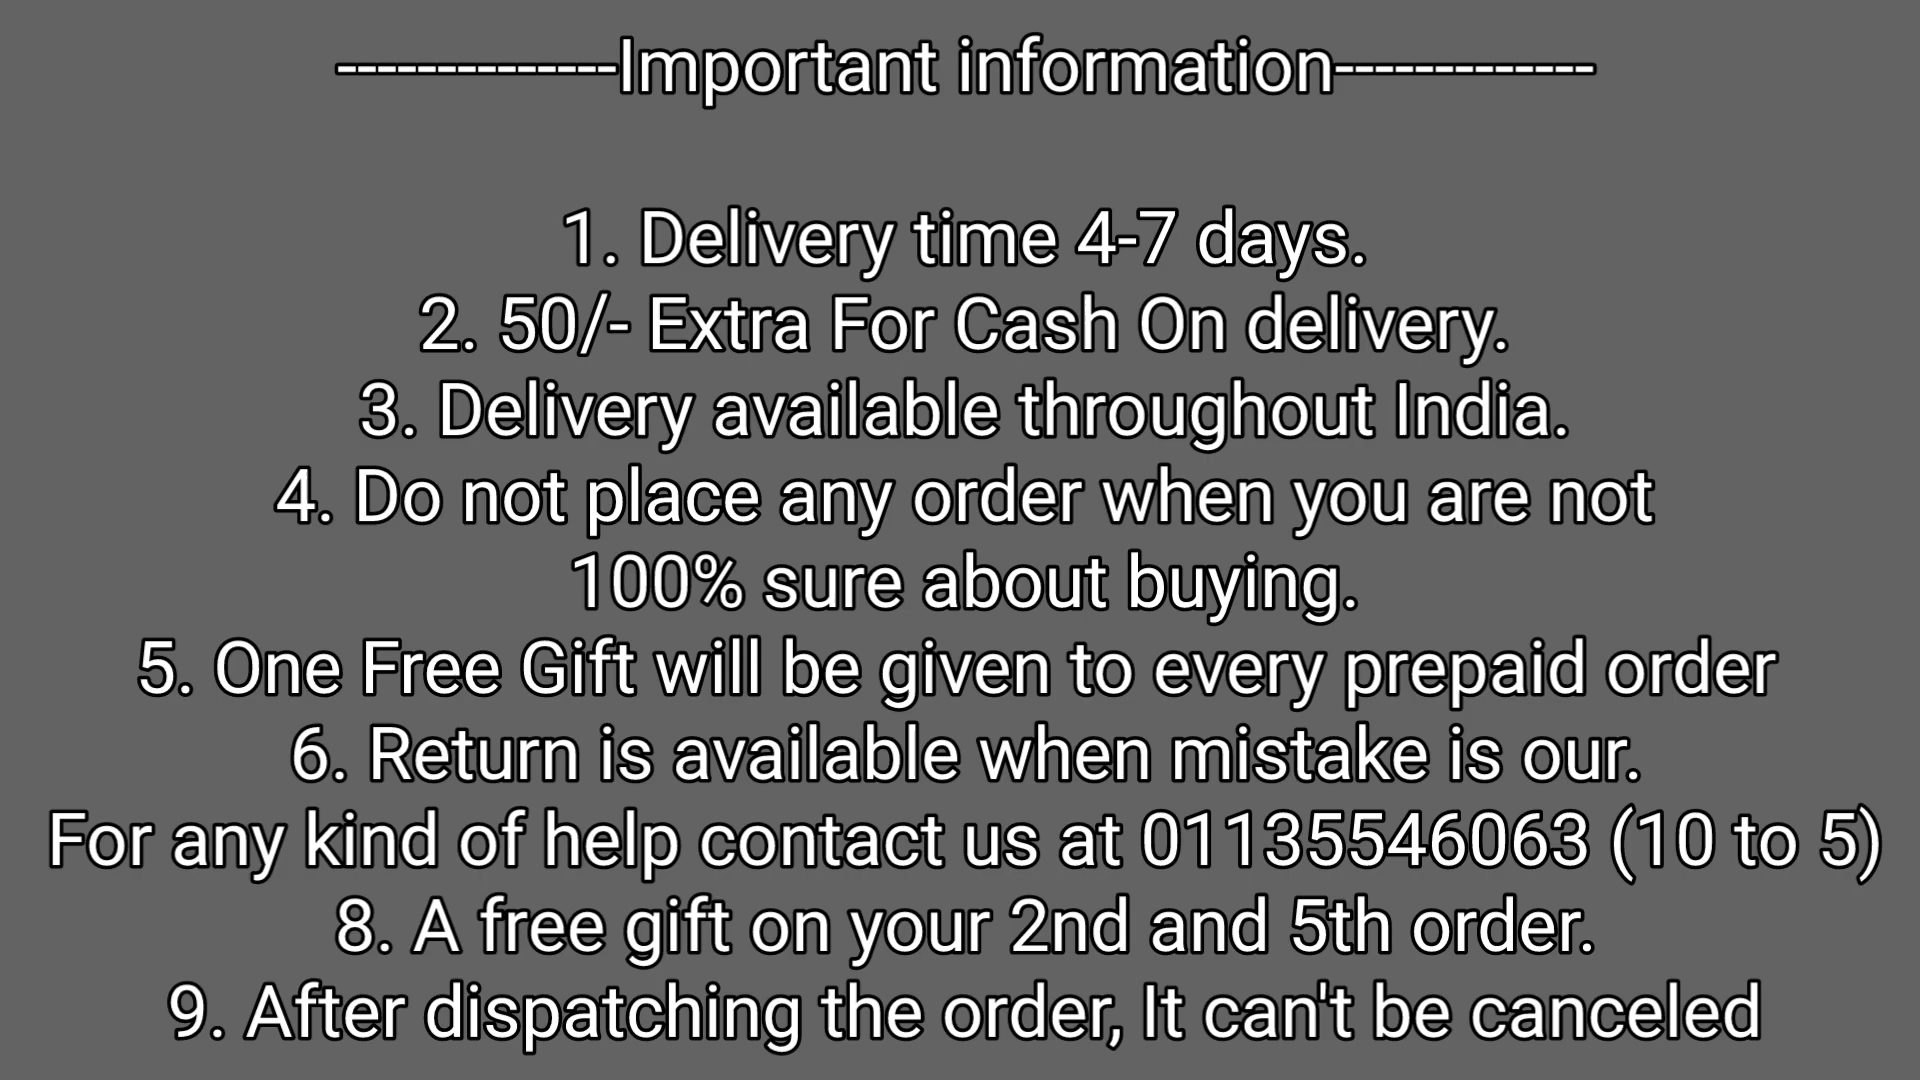 --------------Important information-------------
1. Delivery time 4-7 days.
2. 50/- Extra For Cash On delivery.
3. Delivery available throughout India.
4. Do not place any order when you are not
100% sure about buying.
5. One Free Gift will be given to every prepaid order
6. Return is available when mistake is our.
For any kind of help contact us at 01135546063 (10 to 5)
8. A free gift on your 2nd and 5th order.
9. After dispatching the order, It can't be canceled